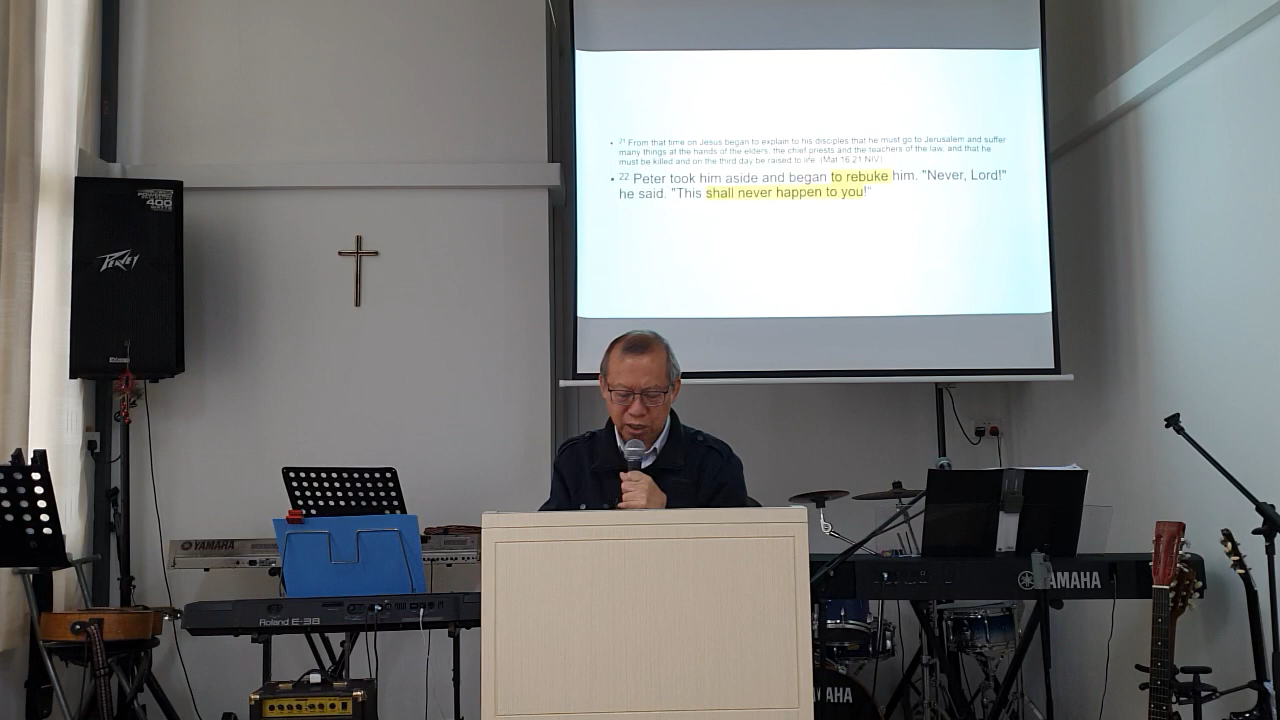 • 21 From that time on Jesus began to explain to his disciples that he must go to Jerusalem and suffer
many things at the hands of the elders, the chief priests and the teachers of the law, and that he
must be killed and on the third day be raised to life. (Mat 16:21 NIV)
• 22 Peter took him aside and began to rebuke him. "Never, Lord!"
he said. "This shall never happen to you!"
POWERED
400
WATTS
PEAVEY
YAMAHA
Roland E-38
YAMAHA
YAMAHA